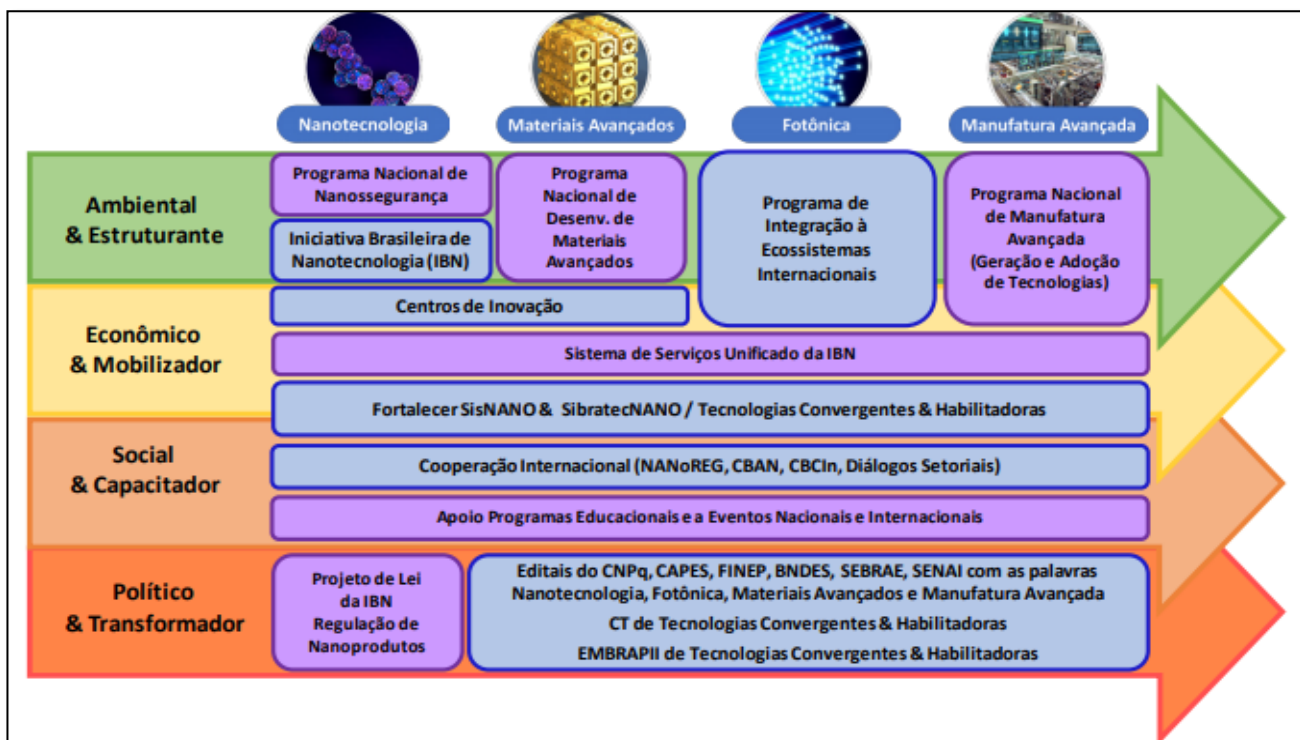 Nanotecnologia
Materiais Avançados
Fotônica
Manufatura Avançada
Ambiental
& Estruturante
Programa Nacional de
Nanossegurança
Iniciativa Brasileira de
Nanotecnologia (IBN)
Programa
Nacional de
Desenv. de
Materiais
Avançados
Programa de
Integração à
Ecossistemas
Internacionais
Programa Nacional
de Manufatura
Avançada
(Geração e Adoção
de Tecnologias)
Econômico
& Mobilizador
Centros de Inovação
Sistema de Serviços Unificado da IBN
Fortalecer SisNANO & SibratecNANO / Tecnologias Convergentes & Habilitadoras
Social
& Capacitador
Cooperação Internacional (NANoREG, CBAN, CBCIn, Diálogos Setoriais)
Apoio Programas Educacionais e a Eventos Nacionais e Internacionais
Político
& Transformador
Projeto de Lei
da IBN
Regulação de
Nanoprodutos
Editais do CNPq, CAPES, FINEP, BNDES, SEBRAE, SENAI com as palavras
Nanotecnologia, Fotônica, Materiais Avançados e Manufatura Avançada
CT de Tecnologias Convergentes & Habilitadoras
EMBRAPII de Tecnologias Convergentes & Habilitadoras